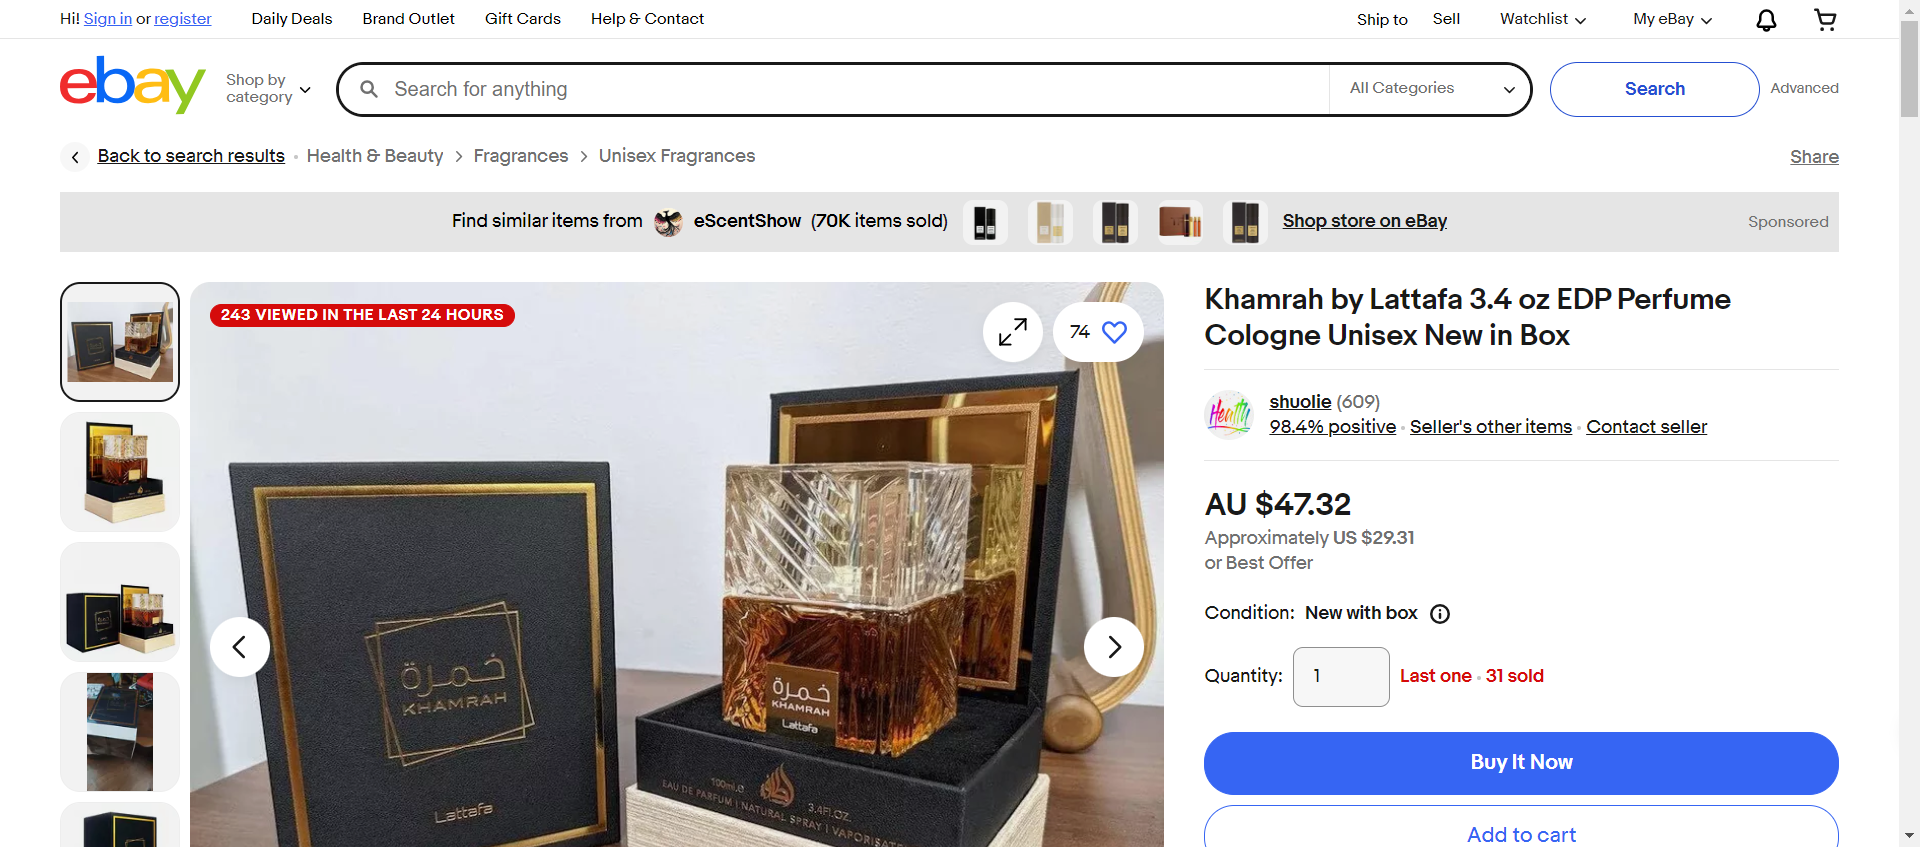 Hi! Sign in or register
Daily Deals
Brand Outlet
Gift Cards
Help & Contact
Ship to
Sell
Watchlist
My eBay
ebay
Shop by
category
Search for anything
All Categories
Search
Advanced
Back to search results
Health & Beauty
Fragrances
Unisex Fragrances
Share
Find similar items from eScentShow (70K items sold)
Shop store on eBay
Sponsored
243 VIEWED IN THE LAST 24 HOURS
74
خمرة
KHAMRAH
Lattafa
خمرة
KHAMRAH
Lattafa
100ml.e
3.4FL.OZ.
EAU DE PARFUM | NATURAL SPRAY | VAPORISAT
Khamrah by Lattafa 3.4 oz EDP Perfume
Cologne Unisex New in Box
Health
shuolie (609)
98.4% positive · Seller's other items · Contact seller
AU $47.32
Approximately US $29.31
or Best Offer
Condition: New with box
Quantity: 1 Last one · 31 sold
Buy It Now
Add to cart